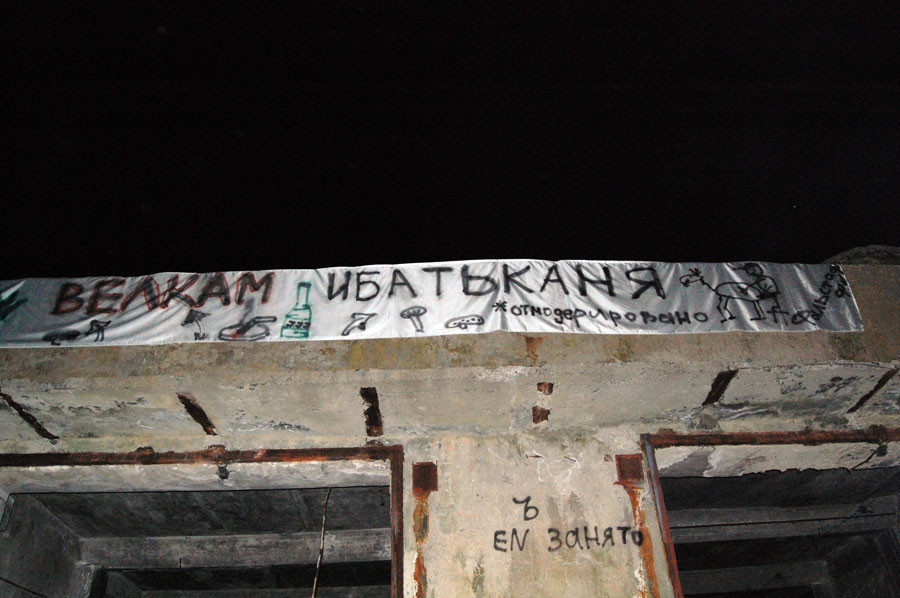 ВЕЛКАМ ИБАТЬКАНЯ
*отмодерировано
Ъ
EN ЗАНЯТО